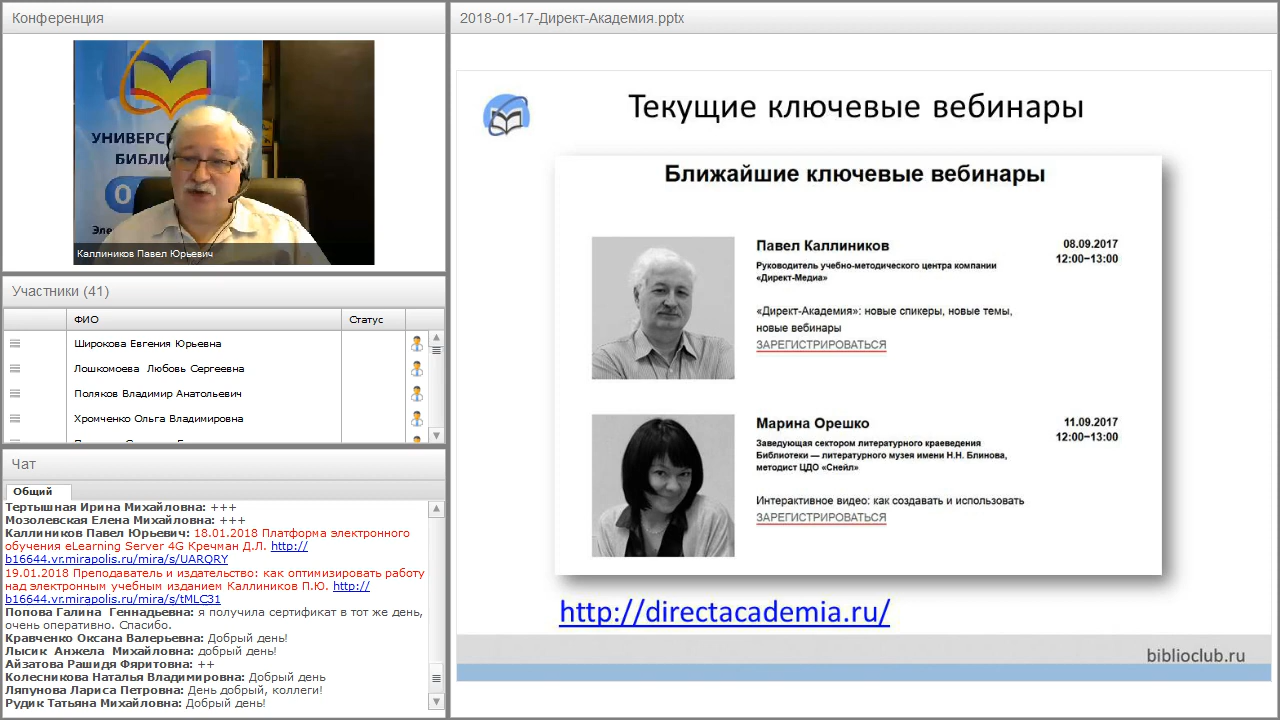 Конференция
УНИВЕРС
БИБЛИ
О
Эле
Каллиников Павел Юрьевич
Участники (41)
ФИО Статус
Широкова Евгения Юрьевна
Лошкомоева Любовь Сергеевна
Поляков Владимир Анатольевич
Хромченко Ольга Владимировна
Чат
Общий
Тертышная Ирина Михайловна: +++
Мозолевская Елена Михайловна: +++
Каллиников Павел Юрьевич: 18.01.2018 Платформа электронного
обучения eLearning Server 4G Кречман Д.Л. http://
b16644.vr.mirapolis.ru/mira/s/UARQRY
19.01.2018 Преподаватель и издательство: как оптимизировать работу
над электронным учебным изданием Каллиников П.Ю. http://
b16644.vr.mirapolis.ru/mira/s/tMLC31
Попова Галина Геннадьевна: я получила сертификат в тот же день,
очень оперативно. Спасибо.
Кравченко Оксана Валерьевна: Добрый день!
Лысик Анжела Михайловна: добрый день!
Айзатова Рашидя Фяритовна: ++
Колесникова Наталья Владимировна: Добрый день
Ляпунова Лариса Петровна: День добрый, коллеги!
Рудик Татьяна Михайловна: Добрый день!
2018-01-17-Директ-Академия.pptx
Текущие ключевые вебинары
Ближайшие ключевые вебинары
Павел Каллиников 08.09.2017
12:00−13:00
Руководитель учебно-методического центра компании
«Директ-Медиа»
«Директ-Академия»: новые спикеры, новые темы,
новые вебинары
ЗАРЕГИСТРИРОВАТЬСЯ
Марина Орешко 11.09.2017
12:00−13:00
Заведующая сектором литературного краеведения
Библиотеки — литературного музея имени Н.Н. Блинова,
методист ЦДО «Снейл»
Интерактивное видео: как создавать и использовать
ЗАРЕГИСТРИРОВАТЬСЯ
http://directacademia.ru/
biblioclub.ru